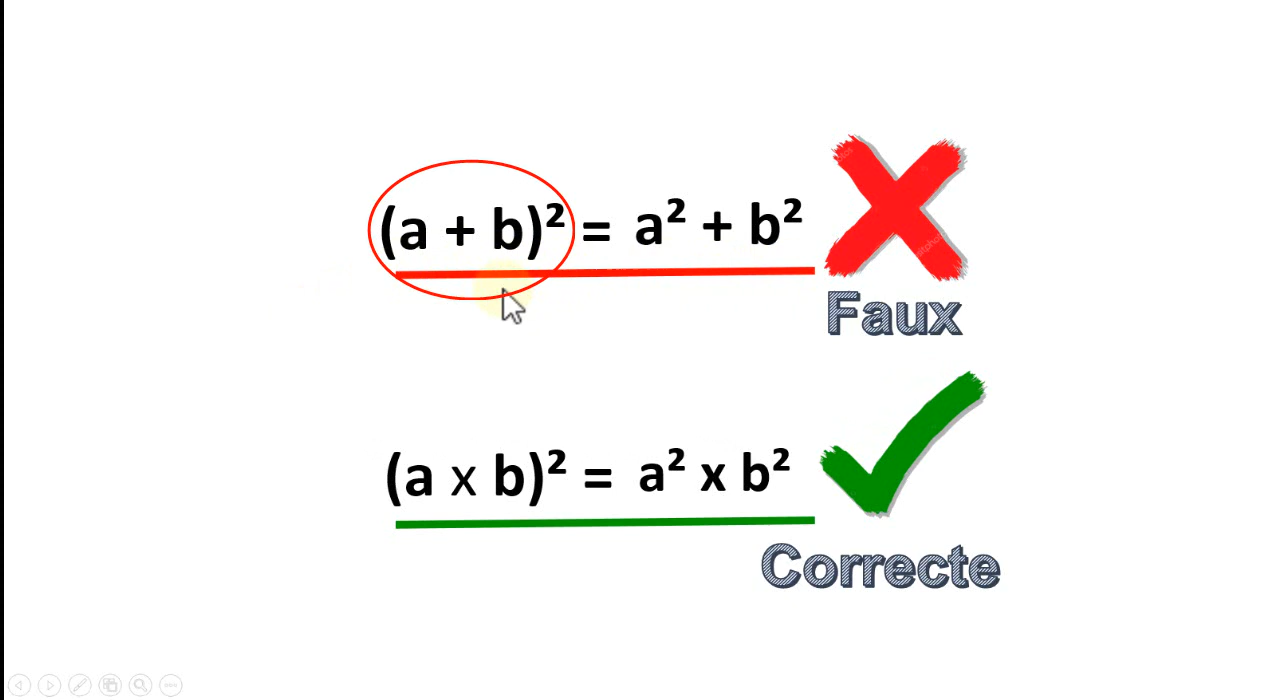 (a + b)² = a² + b²
Faux
(a x b)² = a² x b²
Correcte